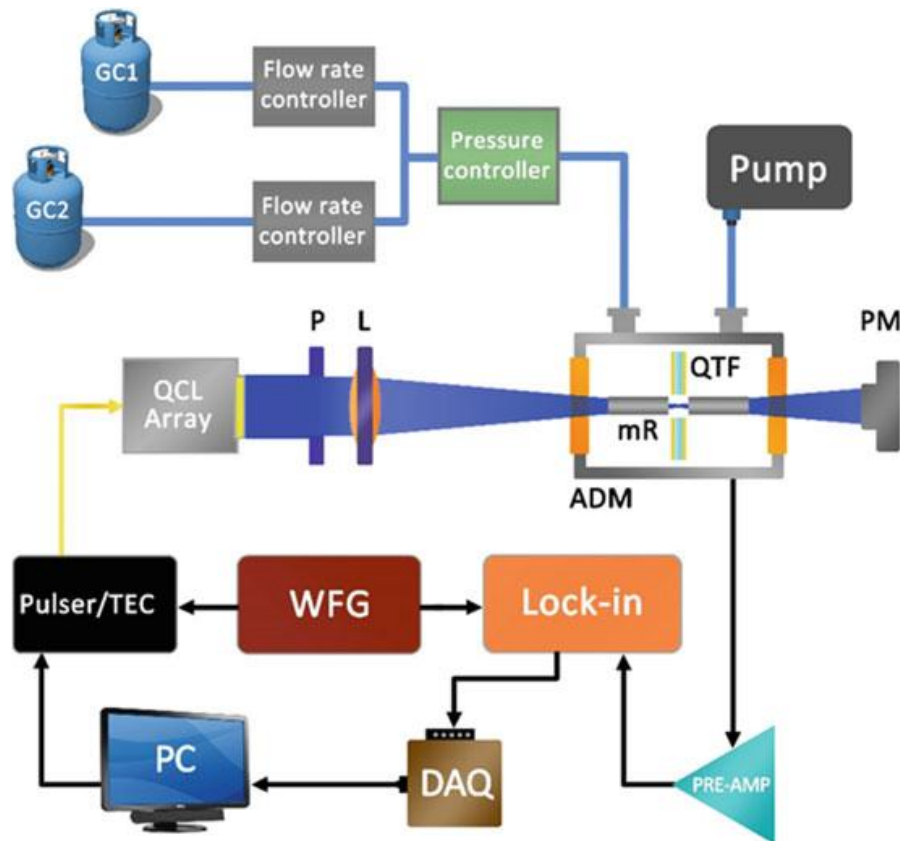 GC1
Flow rate
controller
Pressure
controller
Pump
GC2
Flow rate
controller
P
L
PM
QCL
Array
QTF
mR
ADM
Pulser/TEC
WFG
Lock-in
PC
DAQ
PRE-AMP